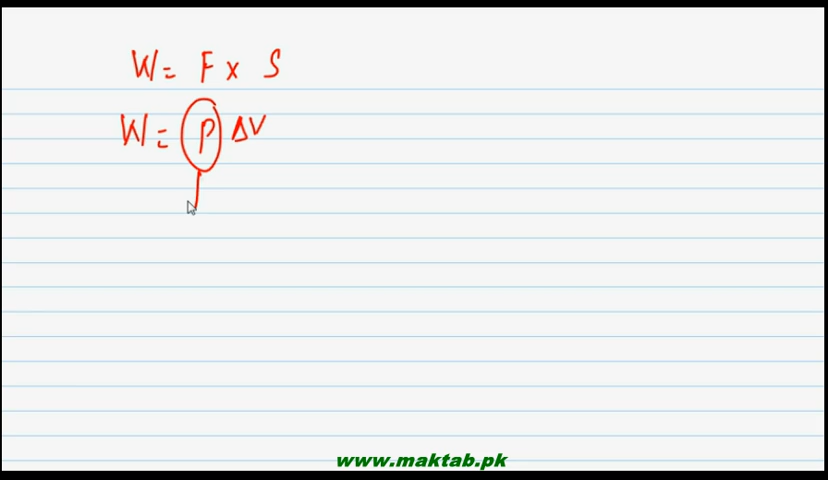 W = F x S
W = P ΔV
www.maktab.pk